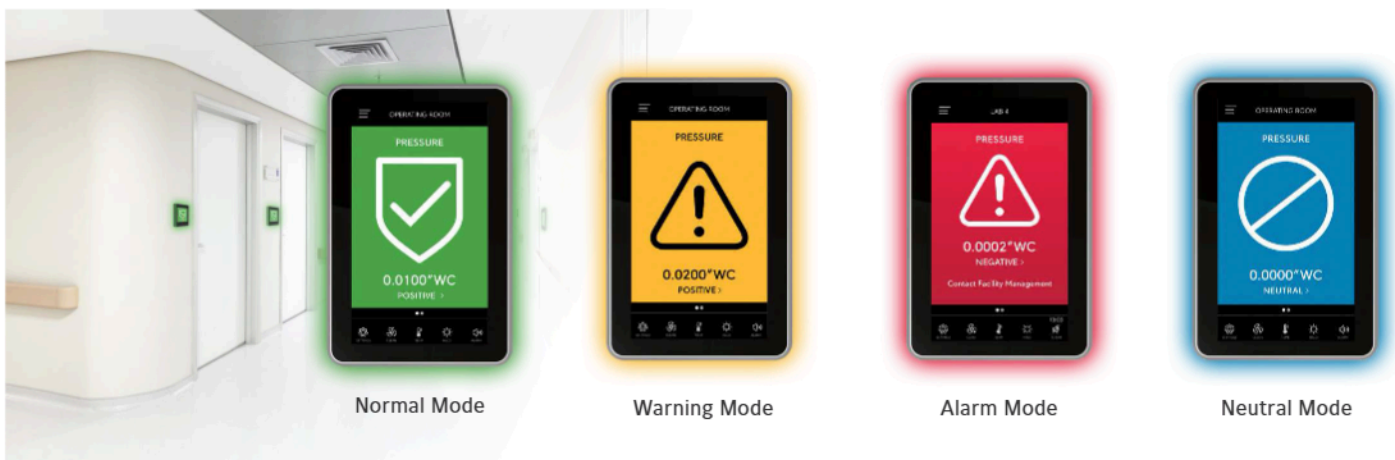 OPERATING ROOM
PRESSURE
0.0100"WC
POSITIVE >
Normal Mode
OPERATING ROOM
PRESSURE
0.0200"WC
POSITIVE >
Warning Mode
LAB 4
PRESSURE
0.0002"WC
NEGATIVE >
Contact Facility Management
Alarm Mode
OPERATING ROOM
PRESSURE
0.0000"WC
NEUTRAL >
Neutral Mode